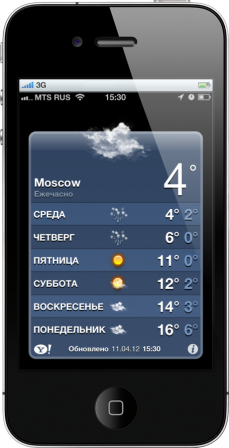 3G
MTS RUS 15:30
Moscow 4°
Ежечасно
СРЕДА 4° 2°
ЧЕТВЕРГ 6° 0°
ПЯТНИЦА 11° 0°
СУББОТА 12° 2°
ВОСКРЕСЕНЬЕ 14° 3°
ПОНЕДЕЛЬНИК 16° 6°
Y! Обновлено 11.04.12 15:30 i